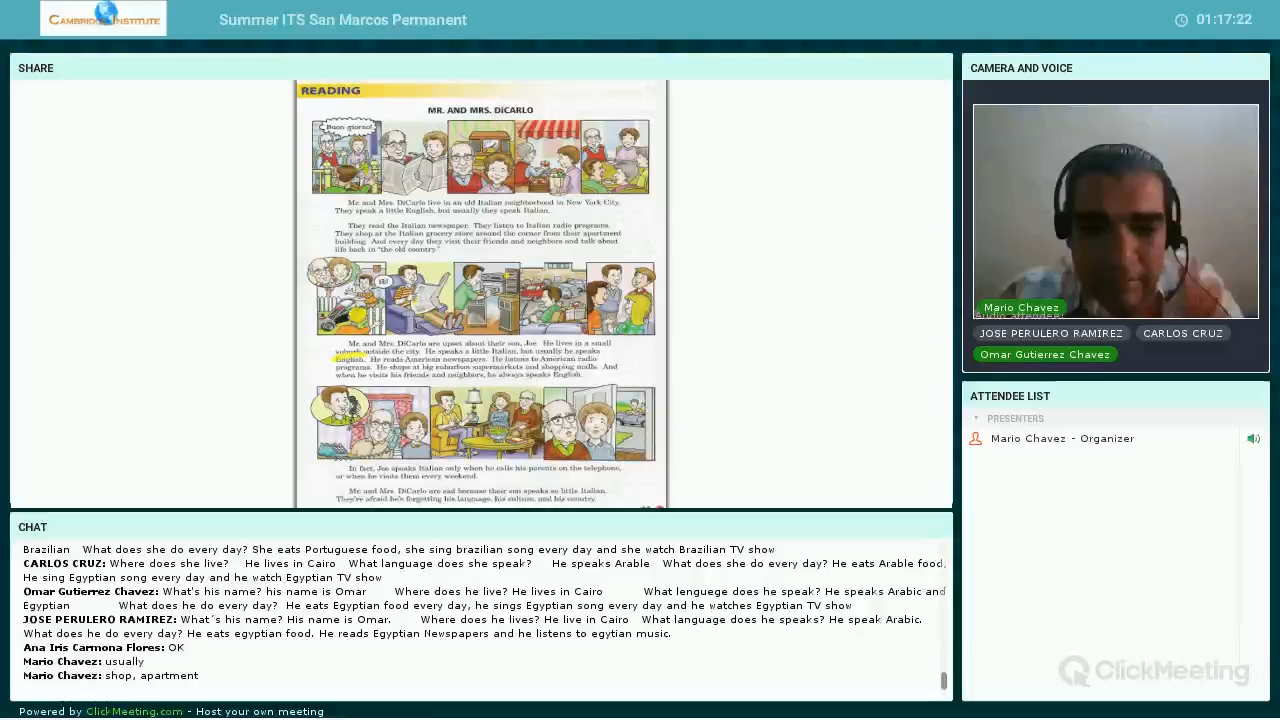 CAMBRIDGE INSTITUTE
Summer ITS San Marcos Permanent
01:17:22
SHARE
READING
MR. AND MRS. DiCARLO
Buon giorno!
Mr. and Mrs. DiCarlo live in an old Italian neighborhood in New York City.
They speak a little English, but usually they speak Italian.
They read the Italian newspaper. They listen to Italian radio programs.
They shop at the Italian grocery store around the corner from their apartment
building. And every day they visit their friends and neighbors and talk about
life back in "the old country."
Hi!
Mr. and Mrs. DiCarlo are upset about their son, Joe. He lives in a small
suburb outside the city. He speaks a little Italian, but usually he speaks
English. He reads American newspapers. He listens to American radio
programs. He shops at big suburban supermarkets and shopping malls. And
when he visits his friends and neighbors, he always speaks English.
In fact, Joe speaks Italian only when he calls his parents on the telephone,
or when he visits them every weekend.
Mr. and Mrs. DiCarlo are sad because their son speaks so little Italian.
They're afraid he's forgetting his language, his culture, and his country.
CAMERA AND VOICE
Mario Chavez
Audio attendee:
JOSE PERULERO RAMIREZ
CARLOS CRUZ
Omar Gutierrez Chavez
ATTENDEE LIST
PRESENTERS
Mario Chavez - Organizer
CHAT
Brazilian What does she do every day? She eats Portuguese food, she sing brazilian song every day and she watch Brazilian TV show
CARLOS CRUZ: Where does she live? He lives in Cairo What language does she speak? He speaks Arable What does she do every day? He eats Arable food,
He sing Egyptian song every day and he watch Egyptian TV show
Omar Gutierrez Chavez: What's his name? his name is Omar Where does he live? He lives in Cairo What lenguege does he speak? He speaks Arabic and
Egyptian What does he do every day? He eats Egyptian food every day, he sings Egyptian song every day and he watches Egyptian TV show
JOSE PERULERO RAMIREZ: What´s his name? His name is Omar. Where does he lives? He live in Cairo What language does he speaks? He speak Arabic.
What does he do every day? He eats egyptian food. He reads Egyptian Newspapers and he listens to egytian music.
Ana Iris Carmona Flores: OK
Mario Chavez: usually
Mario Chavez: shop, apartment
ClickMeeting
Powered by ClickMeeting.com - Host your own meeting